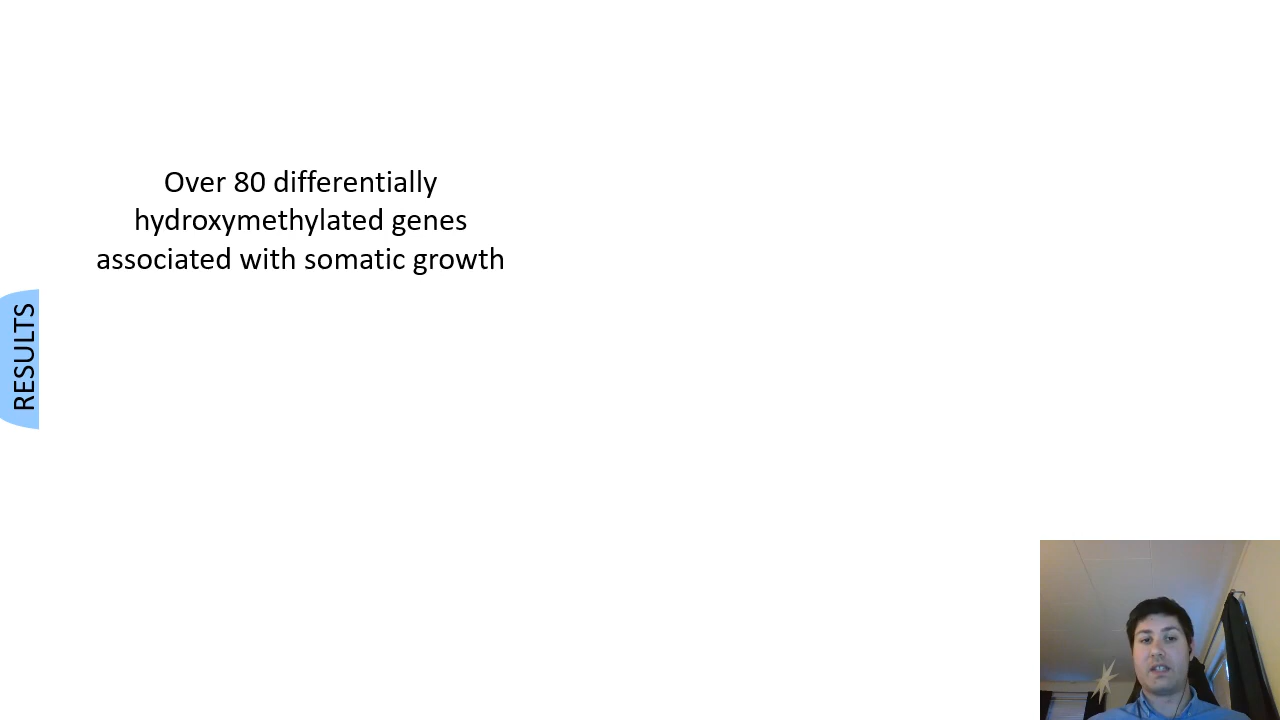 Over 80 differentially
hydroxymethylated genes
associated with somatic growth
RESULTS